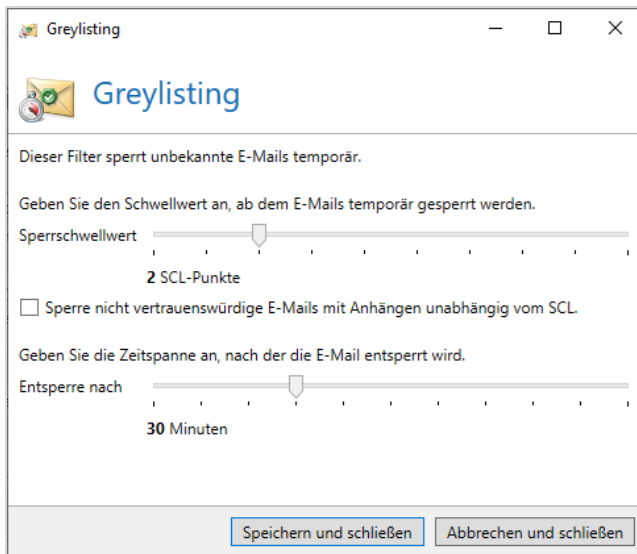 Greylisting
Greylisting
Dieser Filter sperrt unbekannte E-Mails temporär.
Geben Sie den Schwellwert an, ab dem E-Mails temporär gesperrt werden.
Sperrschwellwert
2 SCL-Punkte
Sperre nicht vertrauenswürdige E-Mails mit Anhängen unabhängig vom SCL.
Geben Sie die Zeitspanne an, nach der die E-Mail entsperrt wird.
Entsperre nach
30 Minuten
Speichern und schließen Abbrechen und schließen